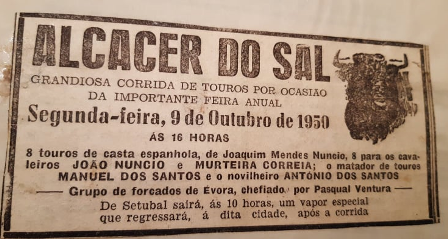 ALCACER DO SAL
GRANDIOSA CORRIDA DE TOUROS POR OCASIÃO
DA IMPORTANTE FEIRA ANUAL
Segunda-feira, 9 de Outubro de 1950
ÁS 16 HORAS
8 touros de casta espanhola, de Joaquim Mendes Nuncio, 8 para os cava-
leiros JOÃO NUNCIO e MURTEIRA CORREIA; o matador de touros
MANUEL DOS SANTOS e o novilheiro ANTÓNIO DOS SANTOS
— Grupo de forcados de Évora, chefiado por Pasqual Ventura —
De Setubal sairá, ás 10 horas, um vapor especial
que regressará, á dita cidade, após a corrida